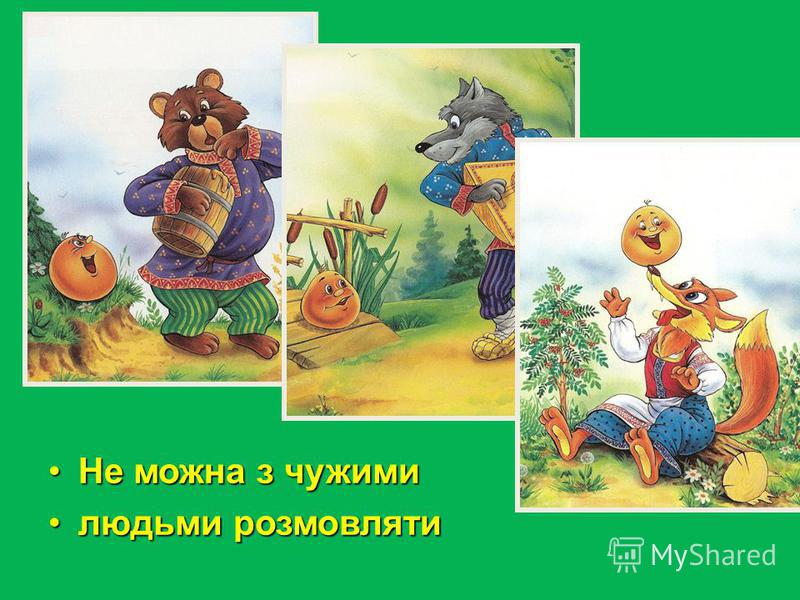 • Не можна з чужими
• людьми розмовляти
MyShared